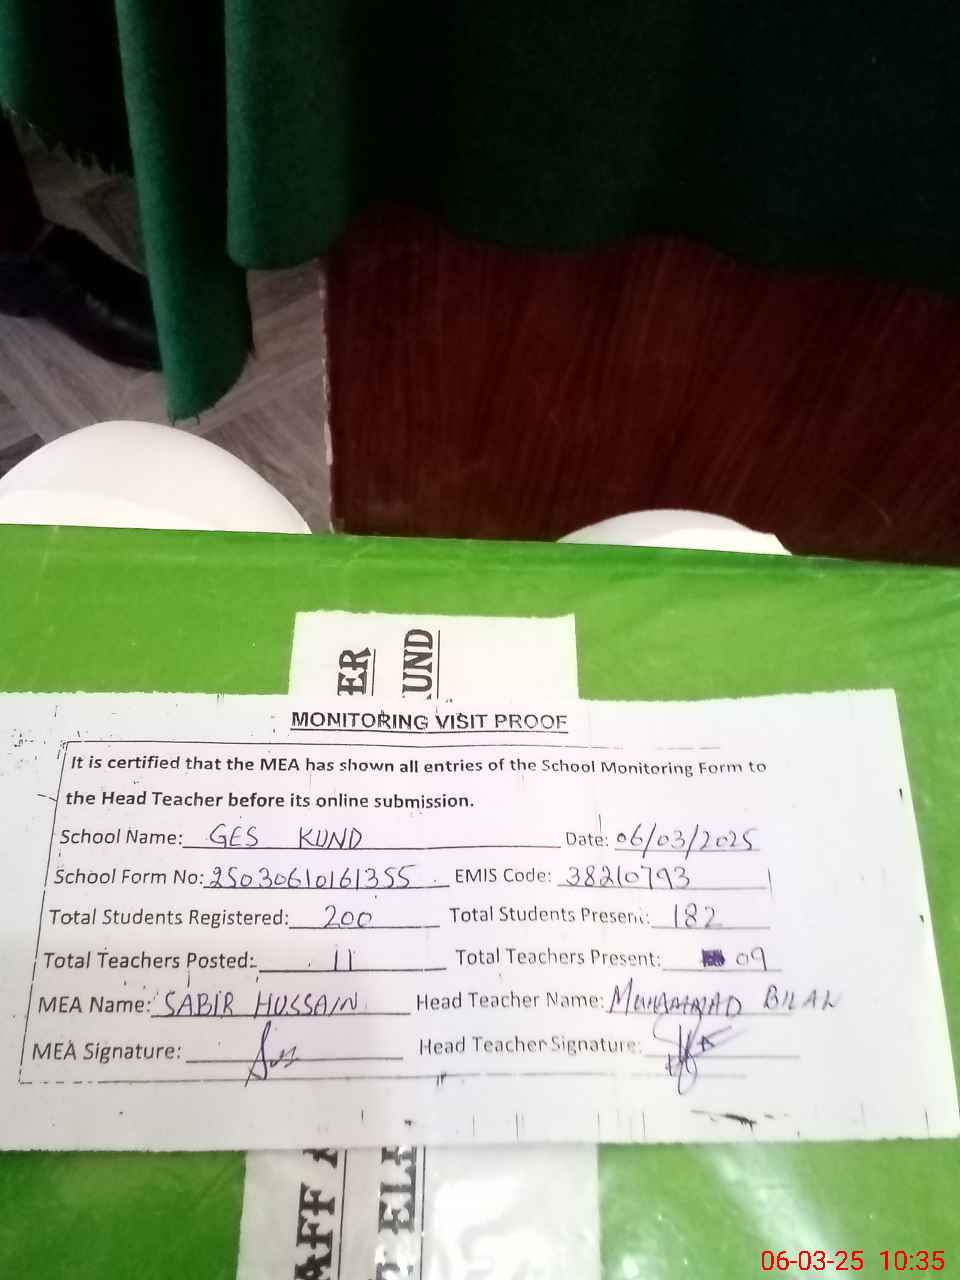 ER
UND
MONITORING VISIT PROOF
It is certified that the MEA has shown all entries of the School Monitoring Form to
the Head Teacher before its online submission.
School Name: GES KUND Date: 06/03/2025
School Form No: 25030610161355 EMIS Code: 38210793
Total Students Registered: 200 Total Students Present: 182
Total Teachers Posted: 11 Total Teachers Present: 09
MEA Name: SABIR HUSSAIN Head Teacher Name: MUHAMMAD BILAL
MEA Signature: Head Teacher Signature:
AFF A
ELE
06-03-25 10:35